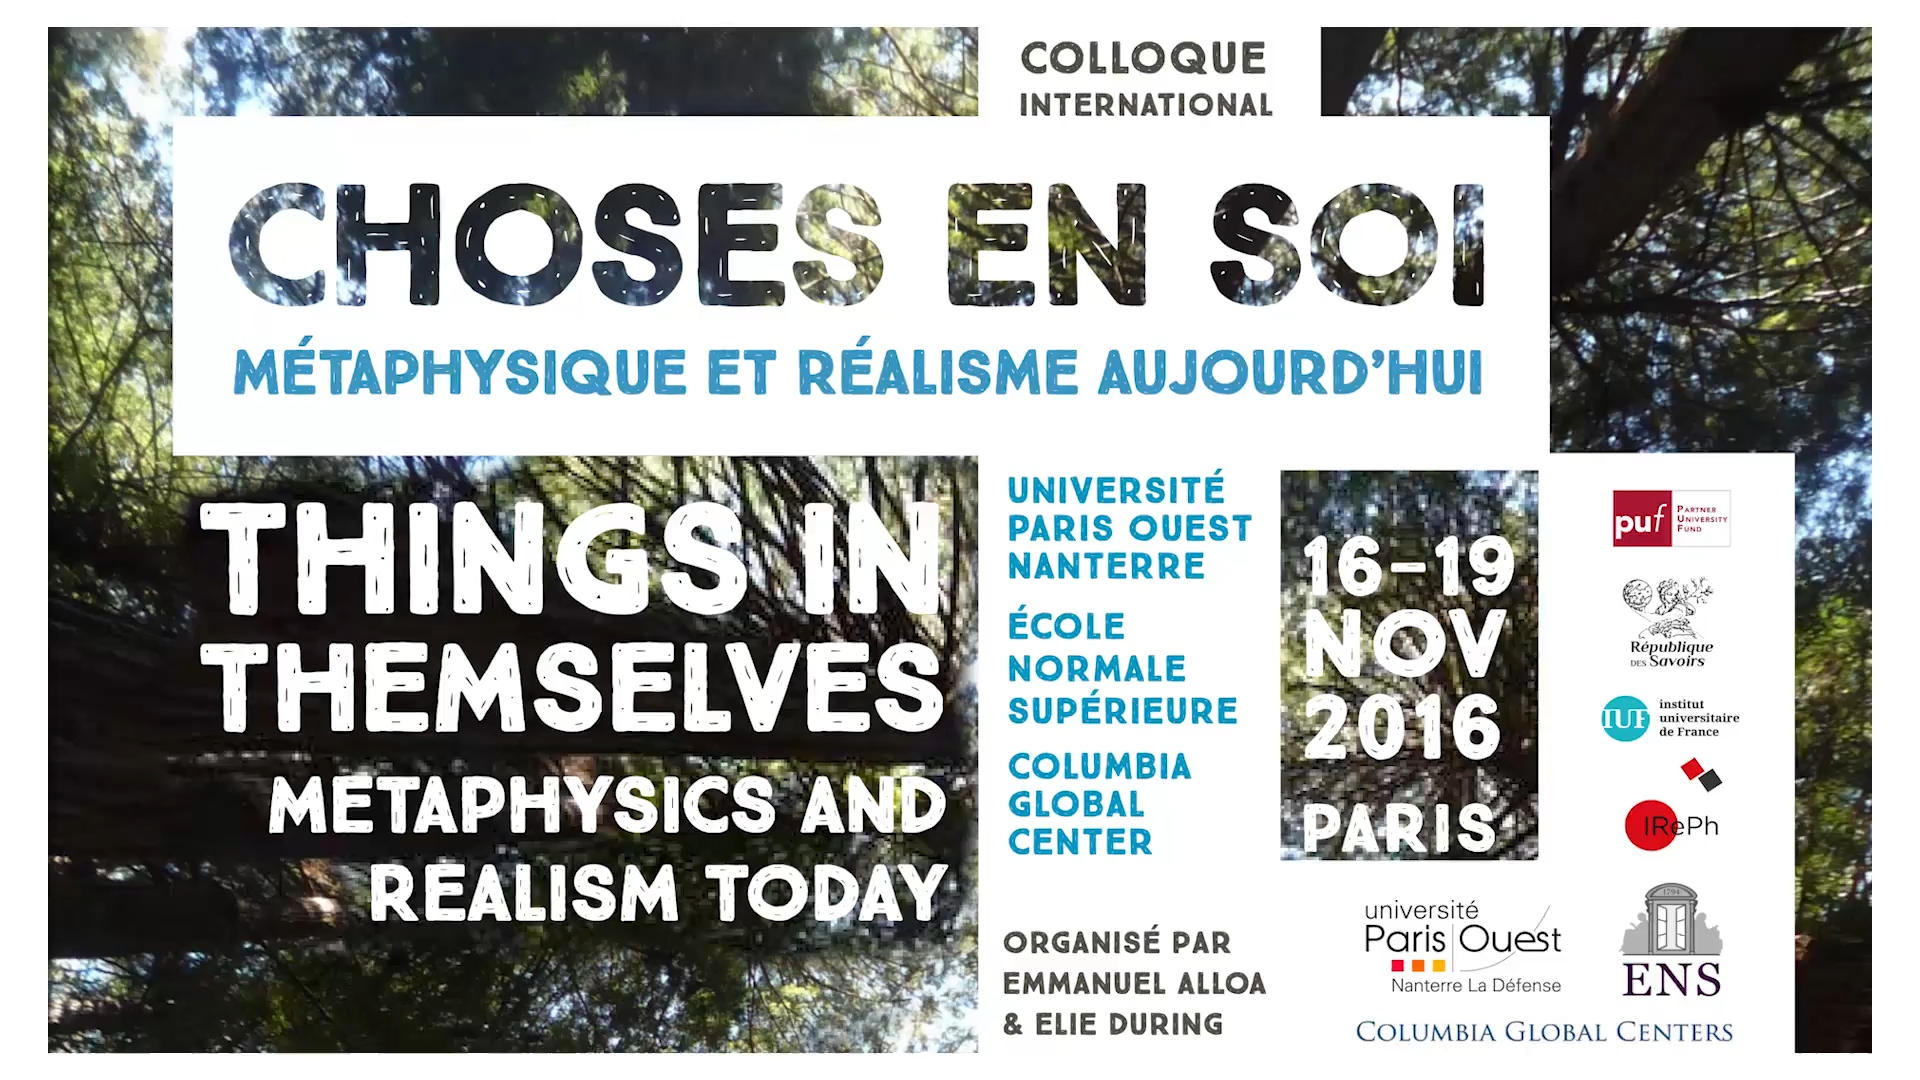 COLLOQUE
INTERNATIONAL
CHOSES EN SOI
MÉTAPHYSIQUE ET RÉALISME AUJOURD'HUI
THINGS IN
THEMSELVES
METAPHYSICS AND
REALISM TODAY
UNIVERSITÉ
PARIS OUEST
NANTERRE
ÉCOLE
NORMALE
SUPÉRIEURE
COLUMBIA
GLOBAL
CENTER
16-19
NOV
2016
PARIS
ORGANISÉ PAR
EMMANUEL ALLOA
& ELIE DURING
puf
PARTNER
UNIVERSITY
FUND
République
DES Savoirs
IUF
institut
universitaire
de France
IRePh
université
Paris Ouest
Nanterre La Défense
1794
ENS
COLUMBIA GLOBAL CENTERS